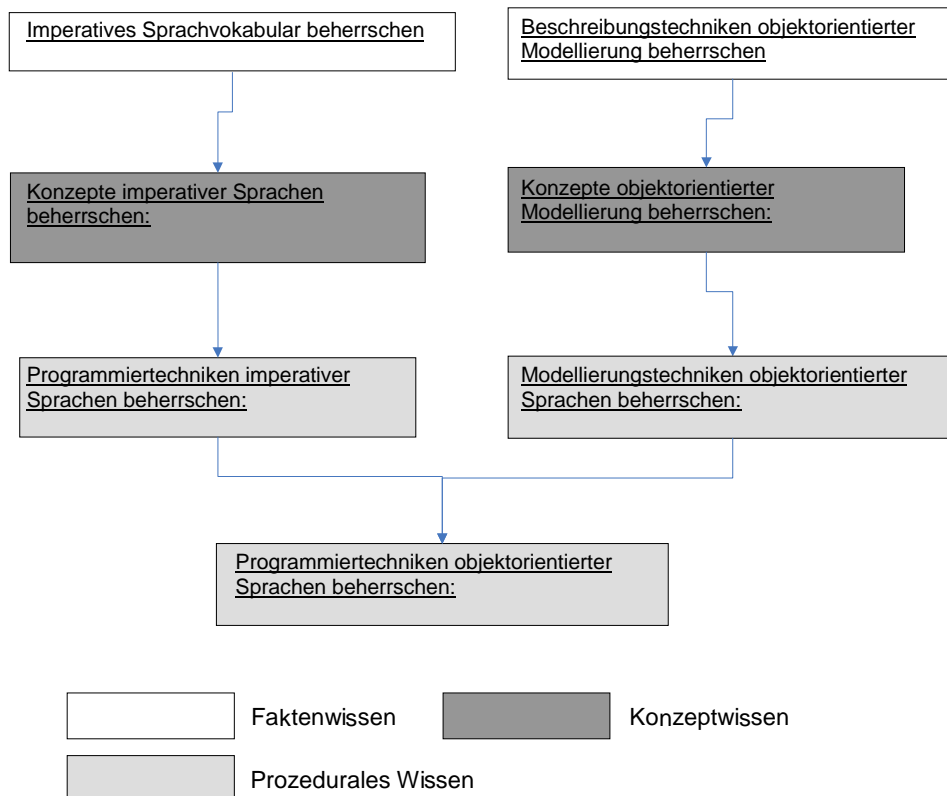 Imperatives Sprachvokabular beherrschen
Beschreibungstechniken objektorientierter
Modellierung beherrschen
Konzepte imperativer Sprachen
beherrschen:
Konzepte objektorientierter
Modellierung beherrschen:
Programmiertechniken imperativer
Sprachen beherrschen:
Modellierungstechniken objektorientierter
Sprachen beherrschen:
Programmiertechniken objektorientierter
Sprachen beherrschen:
Faktenwissen
Konzeptwissen
Prozedurales Wissen